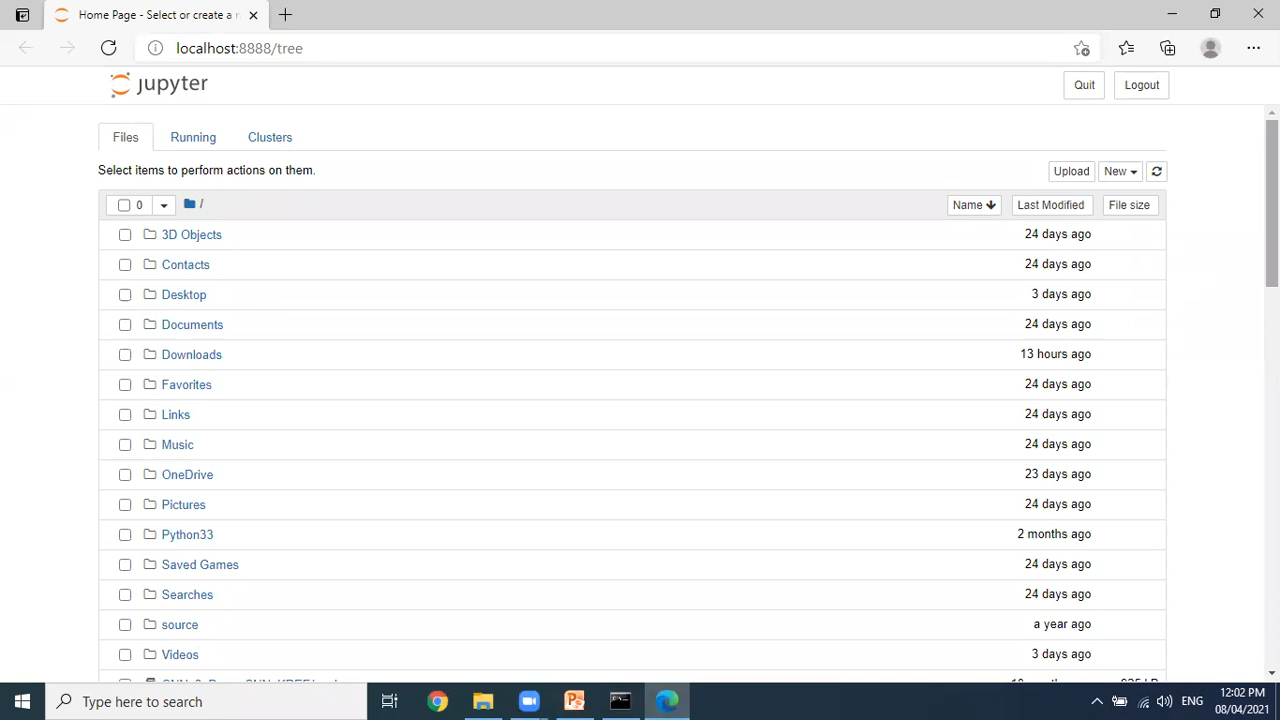 Home Page - Select or create a n
localhost:8888/tree
jupyter
Quit
Logout
Files
Running
Clusters
Select items to perform actions on them.
Upload
New
0
/
Name
Last Modified
File size
3D Objects
24 days ago
Contacts
24 days ago
Desktop
3 days ago
Documents
24 days ago
Downloads
13 hours ago
Favorites
24 days ago
Links
24 days ago
Music
24 days ago
OneDrive
23 days ago
Pictures
24 days ago
Python33
2 months ago
Saved Games
24 days ago
Searches
24 days ago
source
a year ago
Videos
3 days ago
Type here to search
ENG
12:02 PM
08/04/2021